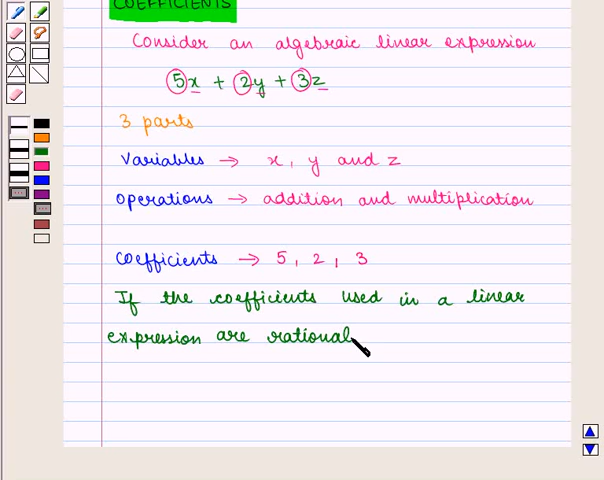 COEFFICIENTS
Consider an algebraic linear expression
5x + 2y + 3z
3 parts
Variables → x, y and z
Operations → addition and multiplication
Coefficients → 5, 2, 3
If the coefficients used in a linear
expression are rational